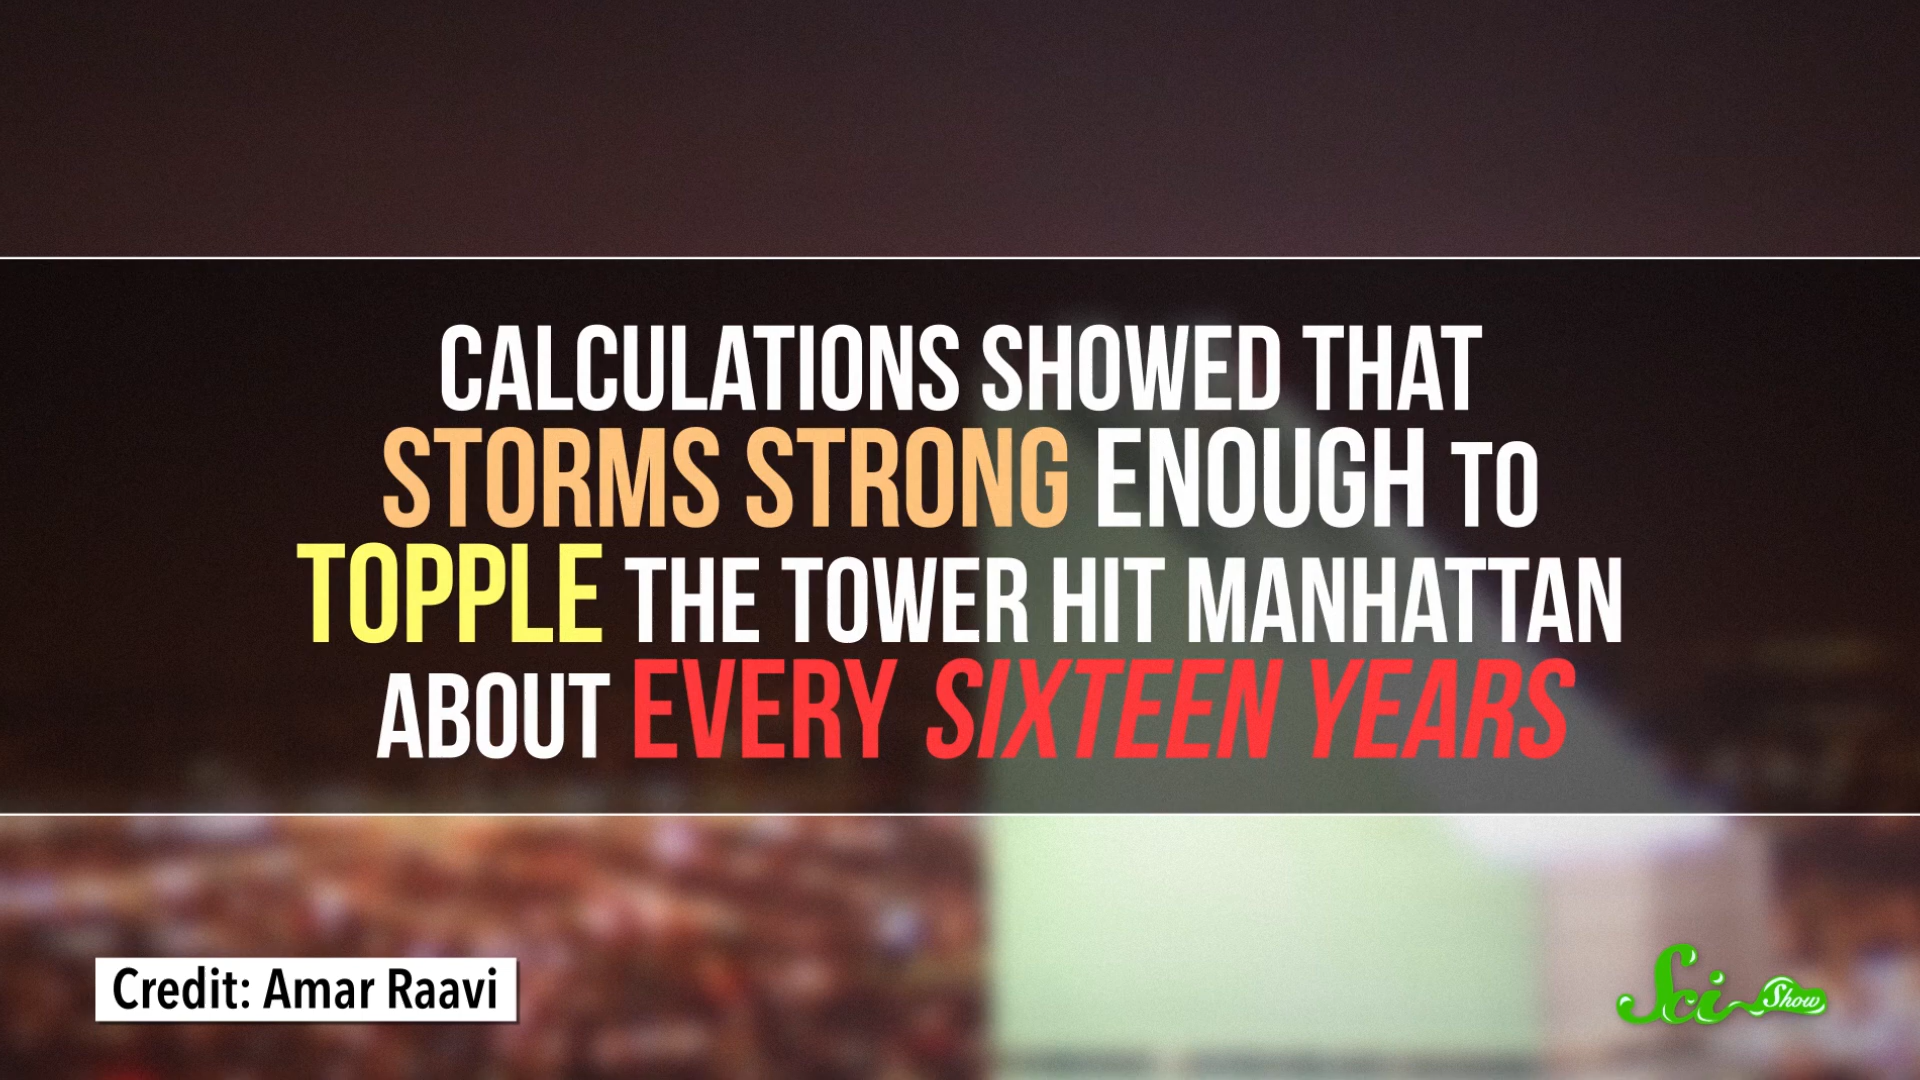 CALCULATIONS SHOWED THAT
STORMS STRONG ENOUGH TO
TOPPLE THE TOWER HIT MANHATTAN
ABOUT EVERY SIXTEEN YEARS
Credit: Amar Raavi
Sci Show